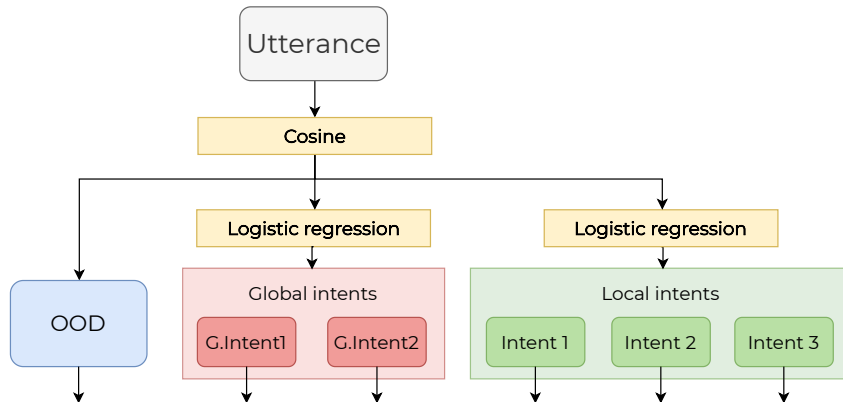 Utterance
Cosine
Logistic regression
Logistic regression
OOD
Global intents
G.Intent1
G.Intent2
Local intents
Intent 1
Intent 2
Intent 3